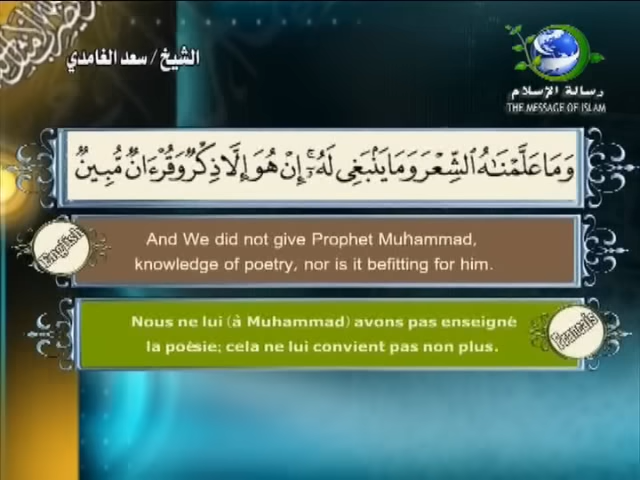 الشيخ / سعد الغامدي
رسالة الإسلام
THE MESSAGE OF ISLAM
وَمَا عَلَّمْنَـٰهُ ٱلشِّعْرَ وَمَا يَنۢبَغِى لَهُۥٓ ۚ إِنْ هُوَ إِلَّا ذِكْرٌ وَقُرْءَانٌ مُّبِينٌ
English
And We did not give Prophet Muhammad,
knowledge of poetry, nor is it befitting for him.
Nous ne lui (à Muhammad) avons pas enseigné
la poèsie; cela ne lui convient pas non plus.
Francais